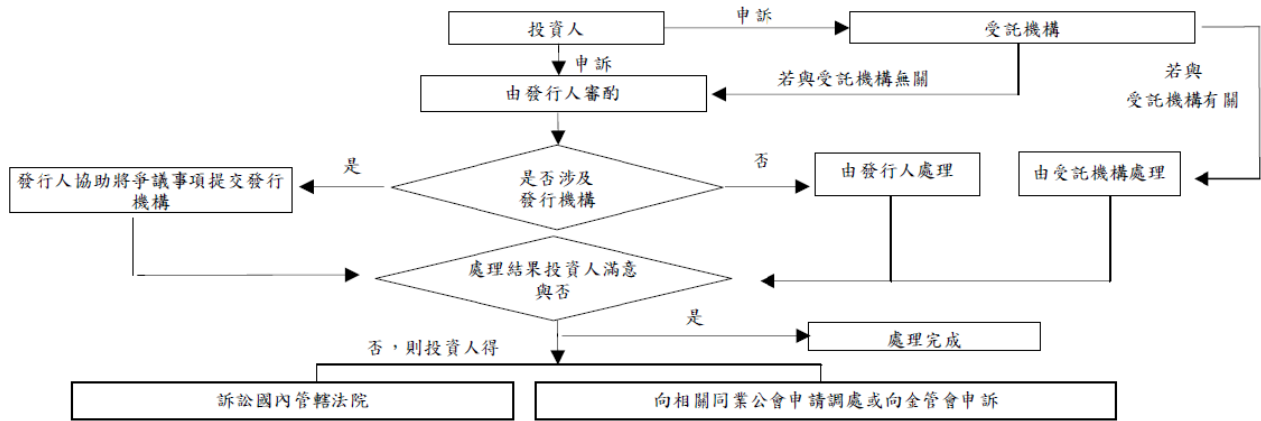 投資人
申訴
受託機構
申訴
若與受託機構無關
若與
受託機構有關
由發行人審酌
是
是否涉及
發行機構
否
由發行人處理
由受託機構處理
發行人協助將爭議事項提交發行
機構
處理結果投資人滿意
與否
是
處理完成
否，則投資人得
訴訟國內管轄法院
向相關同業公會申請調處或向金管會申訴